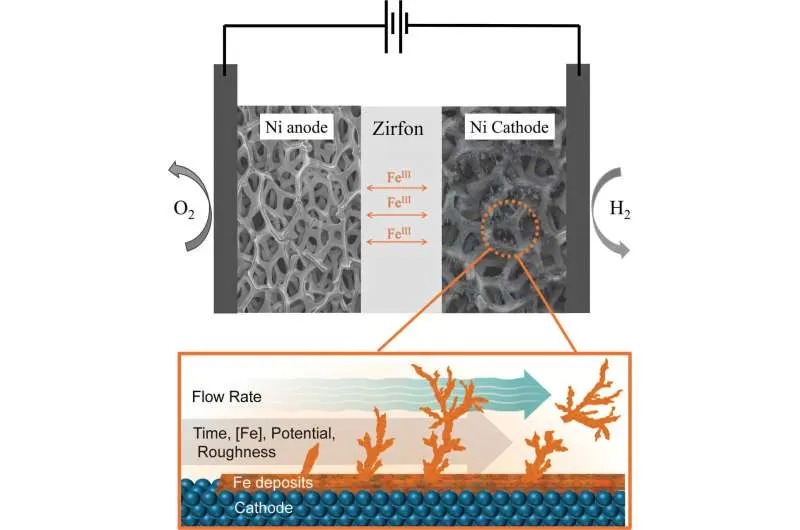 Ni anode
Zirfon
Ni Cathode
Feᴵᴵᴵ
Feᴵᴵᴵ
Feᴵᴵᴵ
O₂
H₂
Flow Rate
Time, [Fe], Potential,
Roughness
Fe deposits
Cathode